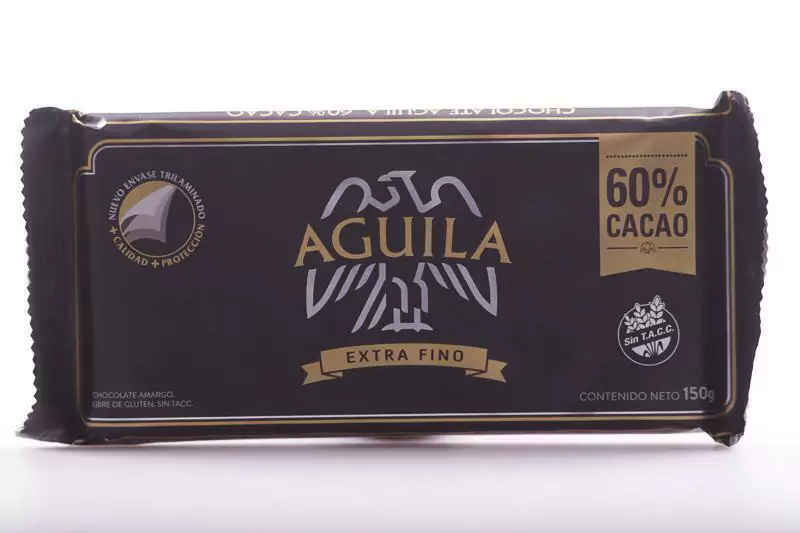 CHOCOLATE AGUILA 60% CACAO
NUEVO ENVASE TRILAMINADO
+ CALIDAD + PROTECCIÓN
AGUILA
EXTRA FINO
60%
CACAO
Sin T.A.C.C.
CHOCOLATE AMARGO.
LIBRE DE GLUTEN. SIN TACC.
CONTENIDO NETO 150g